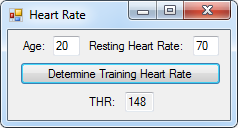 Heart Rate
Age: 20 Resting Heart Rate: 70
Determine Training Heart Rate
THR: 148